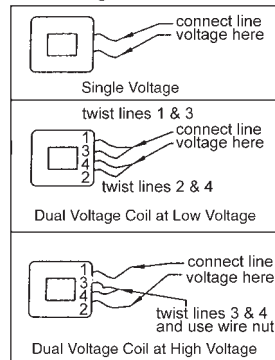 connect line
voltage here
Single Voltage
twist lines 1 & 3
connect line
voltage here
1
3
4
2
twist lines 2 & 4
Dual Voltage Coil at Low Voltage
connect line
voltage here
1
3
4
2
twist lines 3 & 4
and use wire nut
Dual Voltage Coil at High Voltage